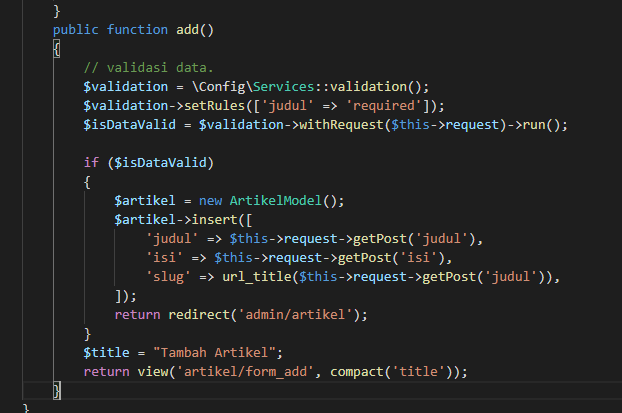 }
public function add()
{
// validasi data.
$validation = \Config\Services::validation();
$validation->setRules(['judul' => 'required']);
$isDataValid = $validation->withRequest($this->request)->run();
if ($isDataValid)
{
$artikel = new ArtikelModel();
$artikel->insert([
'judul' => $this->request->getPost('judul'),
'isi' => $this->request->getPost('isi'),
'slug' => url_title($this->request->getPost('judul')),
]);
return redirect('admin/artikel');
}
$title = "Tambah Artikel";
return view('artikel/form_add', compact('title'));
}
}